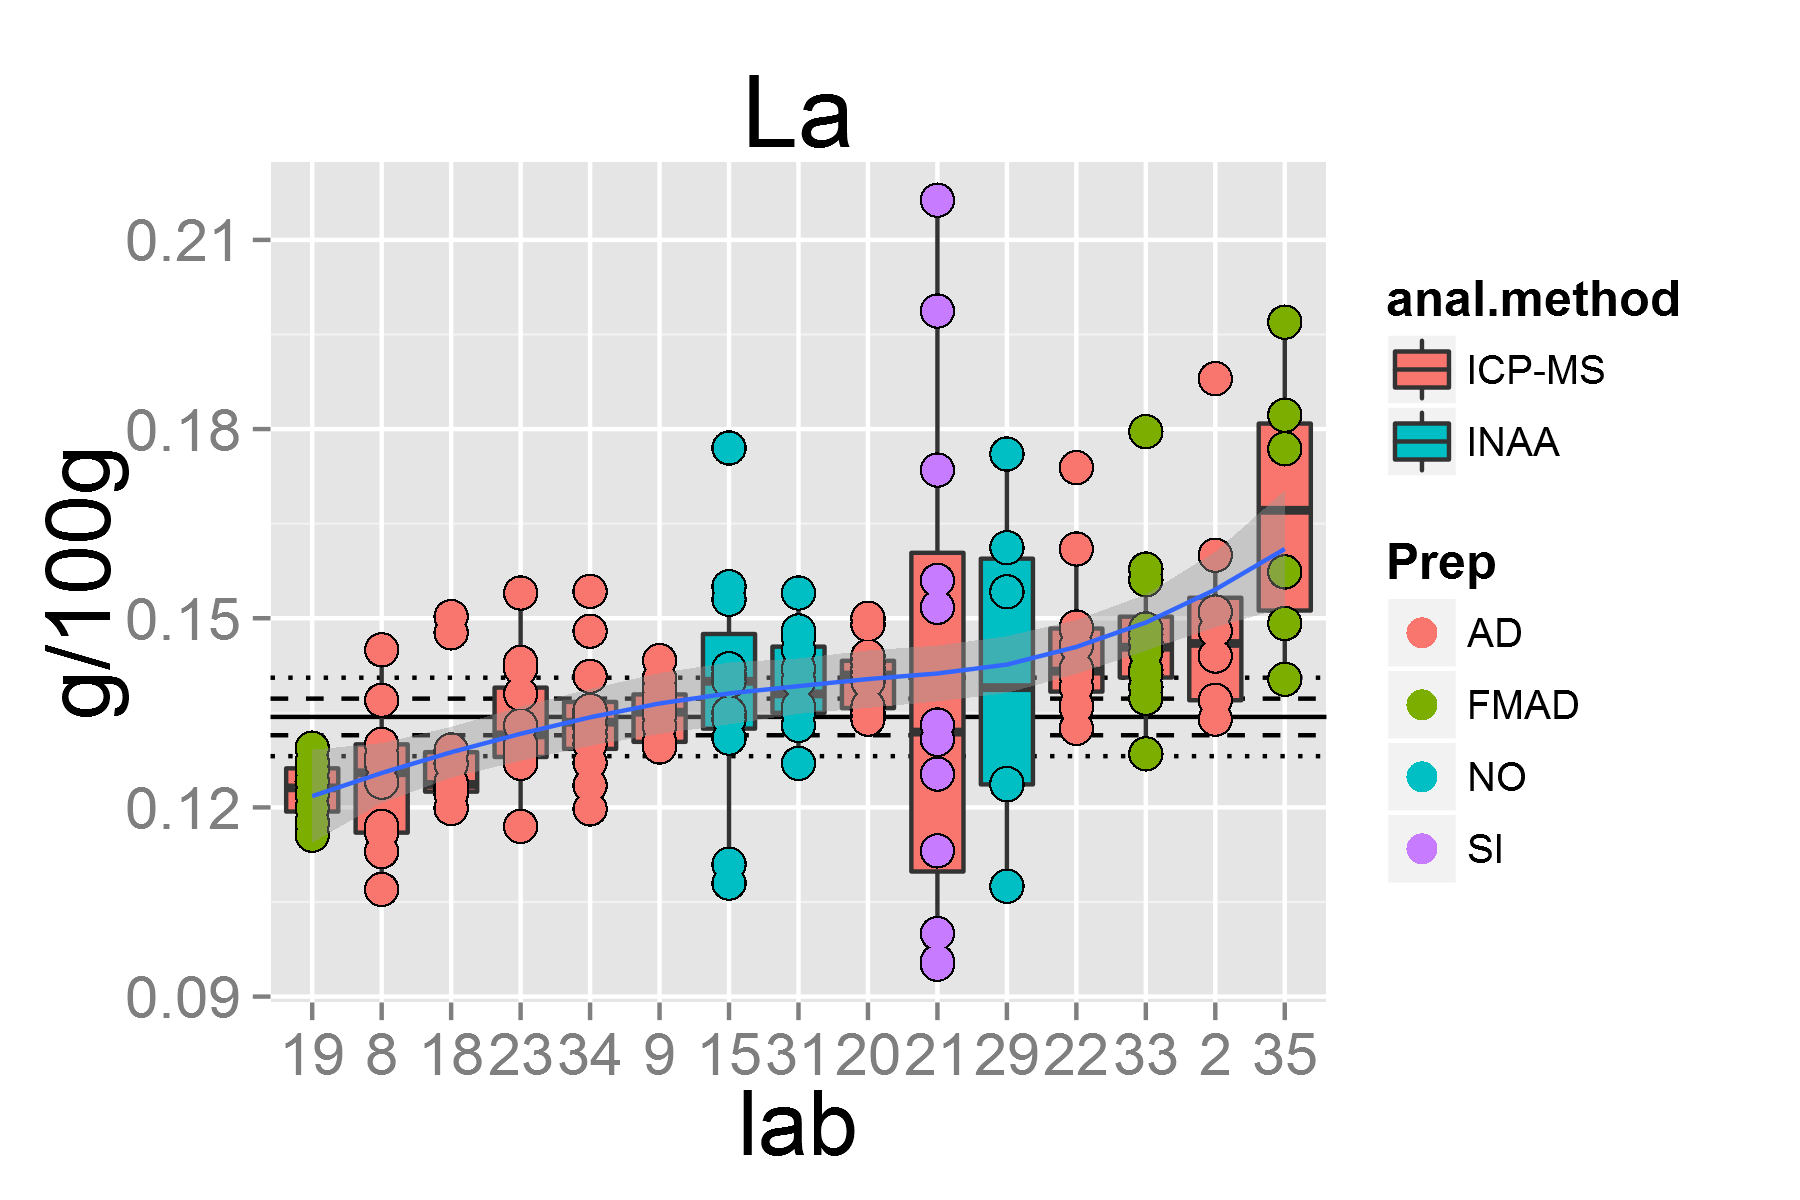 La
g/100g
0.21
0.18
0.15
0.12
0.09
19 8 18 23 34 9 15 31 20 21 29 22 33 2 35
lab
anal.method
ICP-MS
INAA
Prep
AD
FMAD
NO
SI